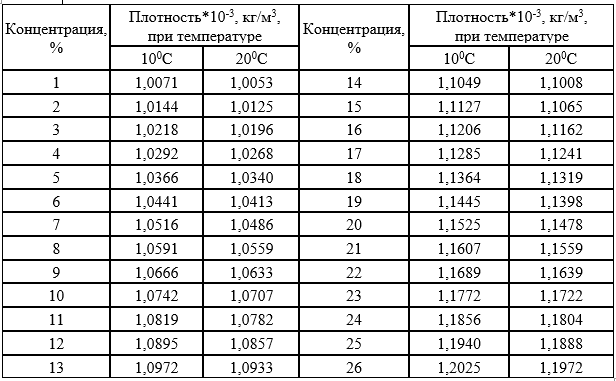 Концентрация, % Плотность*10-3, кг/м3, при температуре Концентрация, % Плотность*10-3, кг/м3, при температуре
10⁰С 20⁰С 10⁰С 20⁰С
1 1,0071 1,0053 14 1,1049 1,1008
2 1,0144 1,0125 15 1,1127 1,1065
3 1,0218 1,0196 16 1,1206 1,1162
4 1,0292 1,0268 17 1,1285 1,1241
5 1,0366 1,0340 18 1,1364 1,1319
6 1,0441 1,0413 19 1,1445 1,1398
7 1,0516 1,0486 20 1,1525 1,1478
8 1,0591 1,0559 21 1,1607 1,1559
9 1,0666 1,0633 22 1,1689 1,1639
10 1,0742 1,0707 23 1,1772 1,1722
11 1,0819 1,0782 24 1,1856 1,1804
12 1,0895 1,0857 25 1,1940 1,1888
13 1,0972 1,0933 26 1,2025 1,1972